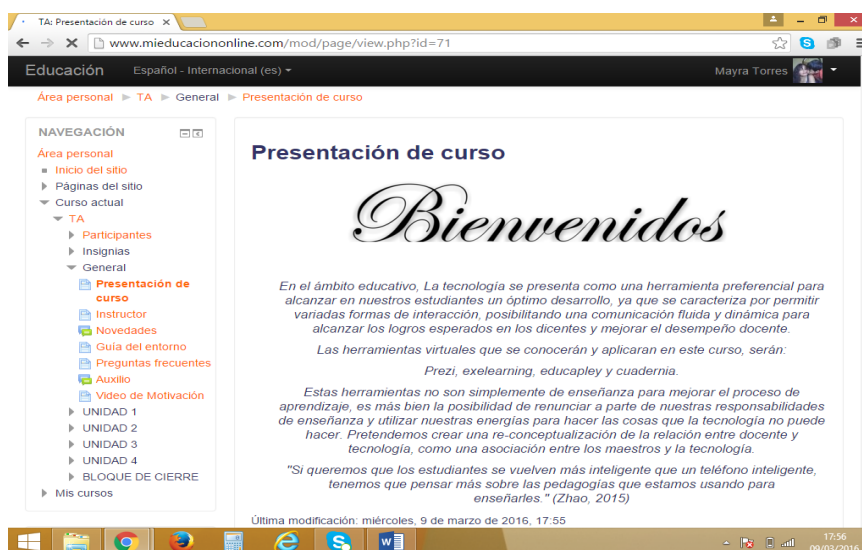 TA: Presentación de curso
www.mieducaciononline.com/mod/page/view.php?id=71
Educación Español - Internacional (es)
Mayra Torres
Área personal TA General Presentación de curso
NAVEGACIÓN
Área personal
Inicio del sitio
Páginas del sitio
Curso actual
TA
Participantes
Insignias
General
Presentación de
curso
Instructor
Novedades
Guía del entorno
Preguntas frecuentes
Auxilio
Video de Motivación
UNIDAD 1
UNIDAD 2
UNIDAD 3
UNIDAD 4
BLOQUE DE CIERRE
Mis cursos
Presentación de curso
Bienvenidos
En el ámbito educativo, La tecnología se presenta como una herramienta preferencial para
alcanzar en nuestros estudiantes un óptimo desarrollo, ya que se caracteriza por permitir
variadas formas de interacción, posibilitando una comunicación fluida y dinámica para
alcanzar los logros esperados en los dicentes y mejorar el desempeño docente.
Las herramientas virtuales que se conocerán y aplicaran en este curso, serán:
Prezi, exelearning, educapley y cuadernia.
Estas herramientas no son simplemente de enseñanza para mejorar el proceso de
aprendizaje, es más bien la posibilidad de renunciar a parte de nuestras responsabilidades
de enseñanza y utilizar nuestras energías para hacer las cosas que la tecnología no puede
hacer. Pretendemos crear una re-conceptualización de la relación entre docente y
tecnología, como una asociación entre los maestros y la tecnología.
"Si queremos que los estudiantes se vuelven más inteligente que un teléfono inteligente,
tenemos que pensar más sobre las pedagogías que estamos usando para
enseñarles." (Zhao, 2015)
Última modificación: miércoles, 9 de marzo de 2016, 17:55
17:56
09/03/2016